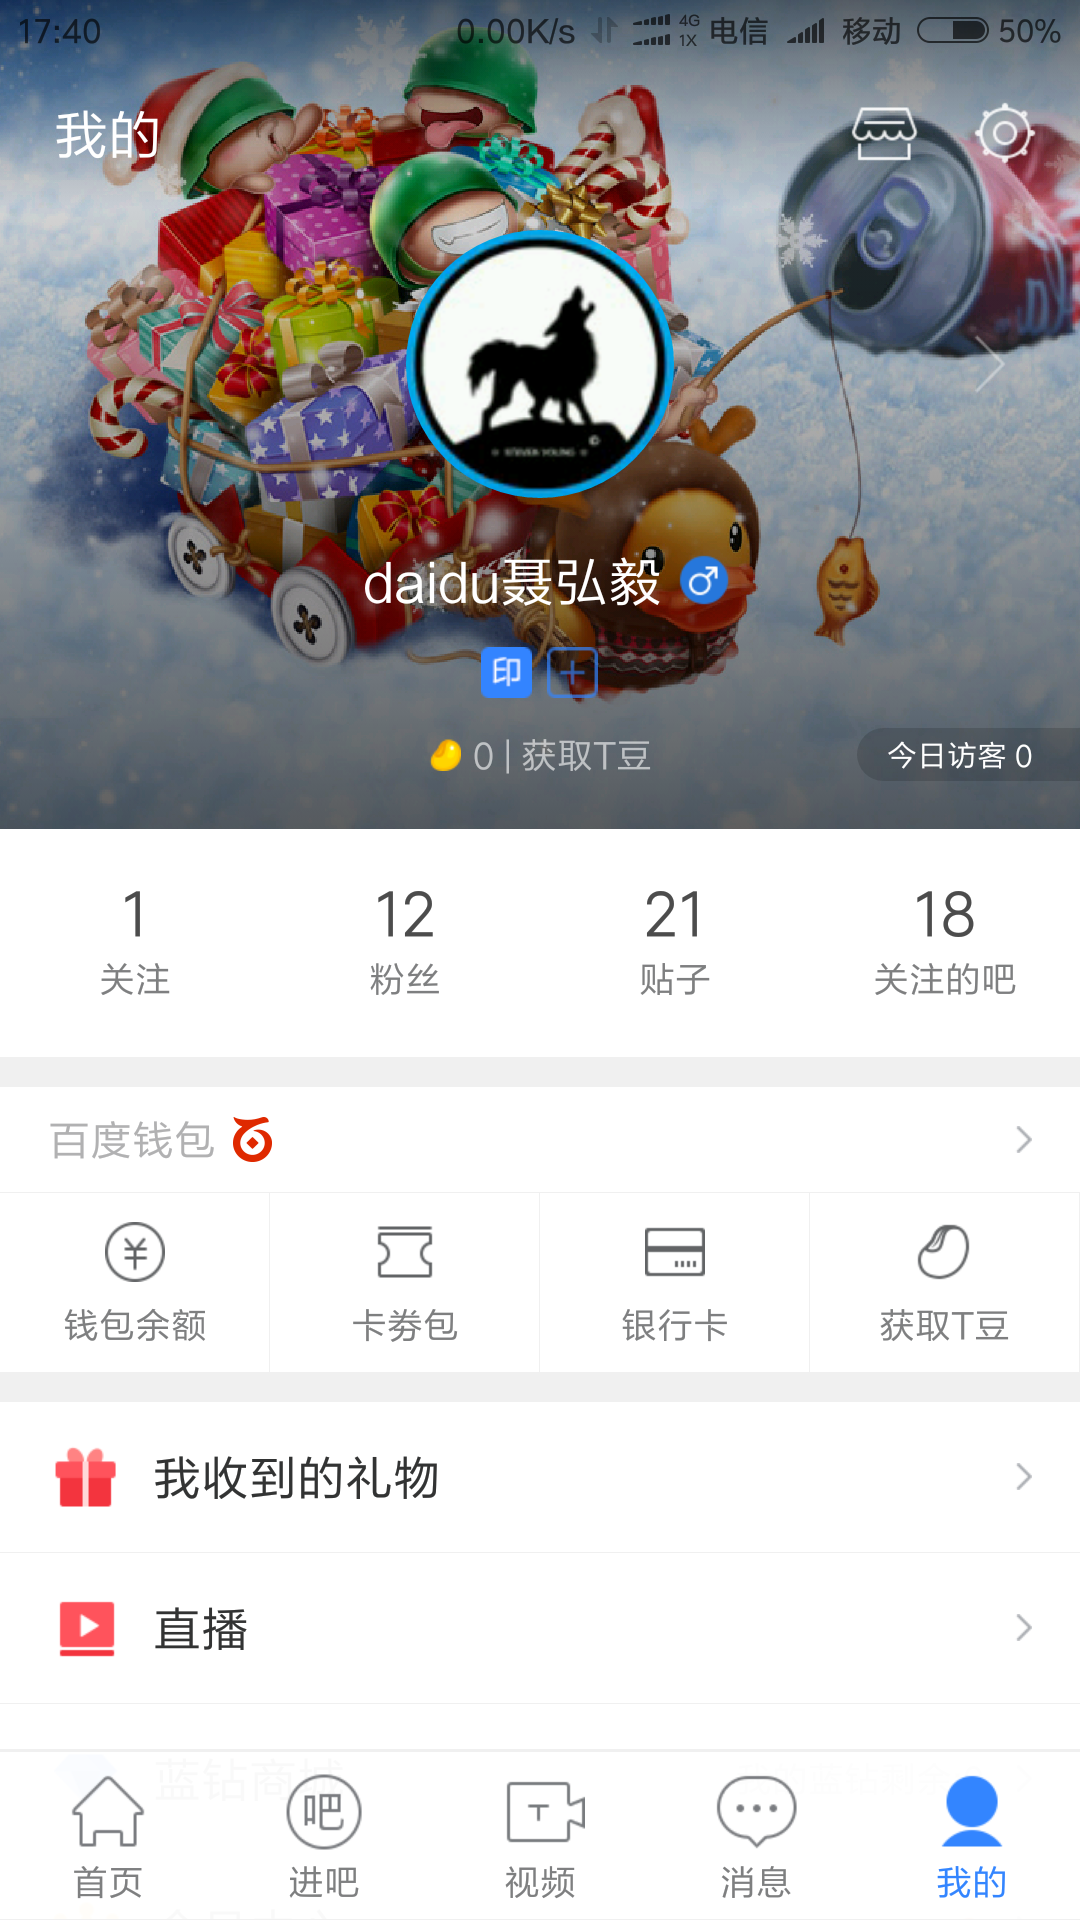 17:40 0.00K/s 4G 1X 电信 移动 50%
我的
STEVEN YOUNG
daidu聂弘毅
印
0 | 获取T豆
今日访客 0
1 12 21 18
关注 粉丝 贴子 关注的吧
百度钱包
钱包余额 卡券包 银行卡 获取T豆
我收到的礼物
直播
蓝钻商城
吧 T
首页 进吧 视频 消息 我的